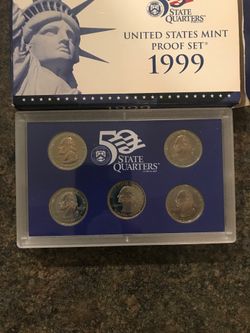 STATE
QUARTERS®
UNITED STATES MINT
PROOF SET®
1999
50
STATE
QUARTERS